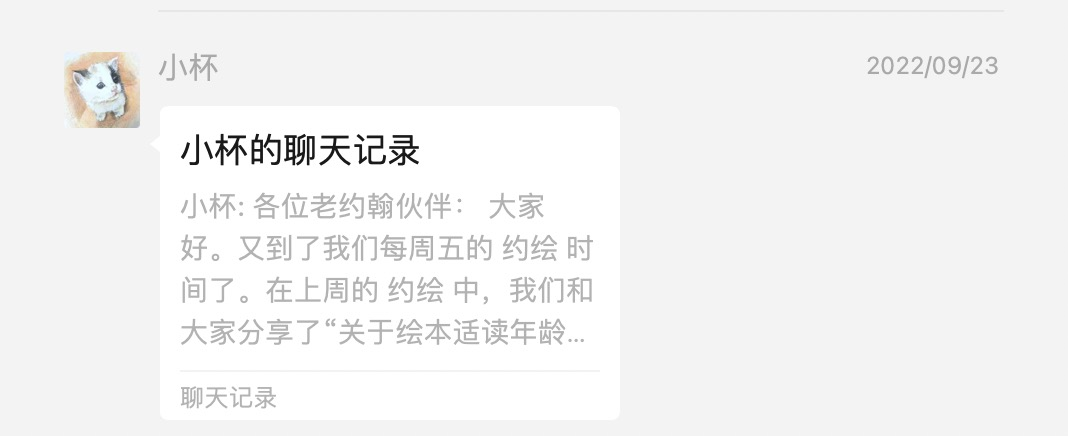 小杯
2022/09/23
小杯的聊天记录
小杯: 各位老约翰伙伴： 大家
好。又到了我们每周五的 约绘 时
间了。在上周的 约绘 中，我们和
大家分享了“关于绘本适读年龄...
聊天记录